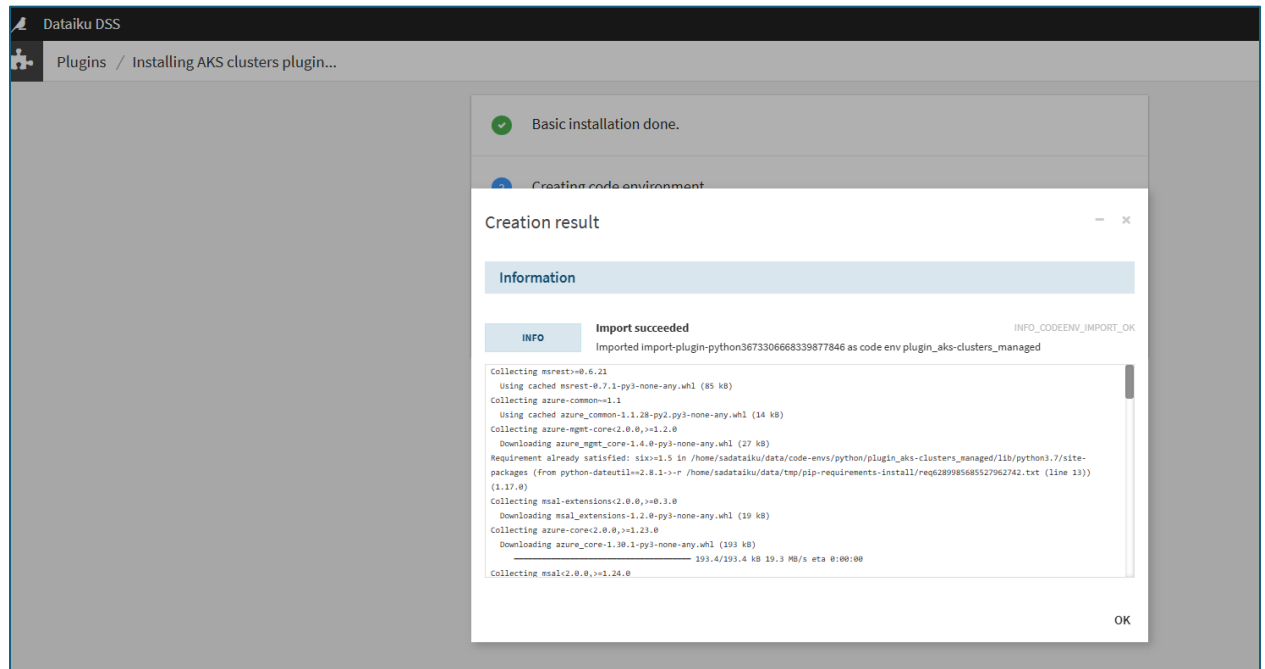 Dataiku DSS
Plugins / Installing AKS clusters plugin...
Basic installation done.
2 Creating code environment
Creation result
Information
INFO
Import succeeded
INFO_CODEENV_IMPORT_OK
Imported import-plugin-python3673306668339877846 as code env plugin_aks-clusters_managed
Collecting msrest>=0.6.21
Using cached msrest-0.7.1-py3-none-any.whl (85 kB)
Collecting azure-common~=1.1
Using cached azure_common-1.1.28-py2.py3-none-any.whl (14 kB)
Collecting azure-mgmt-core<2.0.0,>=1.2.0
Downloading azure_mgmt_core-1.4.0-py3-none-any.whl (27 kB)
Requirement already satisfied: six>=1.5 in /home/sadataiku/data/code-envs/python/plugin_aks-clusters_managed/lib/python3.7/site-
packages (from python-dateutil==2.8.1->-r /home/sadataiku/data/tmp/pip-requirements-install/req6289985685527962742.txt (line 13))
(1.17.0)
Collecting msal-extensions<2.0.0,>=0.3.0
Downloading msal_extensions-1.2.0-py3-none-any.whl (19 kB)
Collecting azure-core<2.0.0,>=1.23.0
Downloading azure_core-1.30.1-py3-none-any.whl (193 kB)
193.4/193.4 kB 19.3 MB/s eta 0:00:00
Collecting msal<2.0.0,>=1.24.0
OK